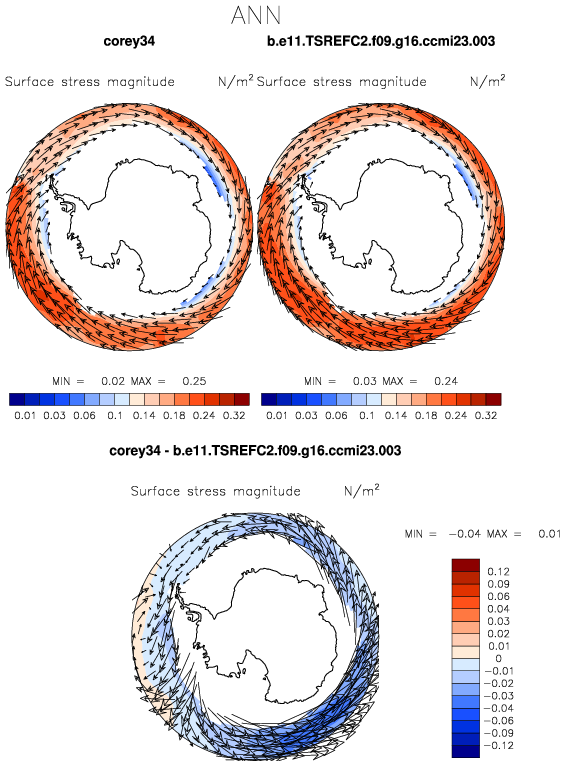 ANN
corey34 b.e11.TSREFC2.f09.g16.ccmi23.003
Surface stress magnitude N/m² Surface stress magnitude N/m²
MIN = 0.02 MAX = 0.25 MIN = 0.03 MAX = 0.24
0.01 0.03 0.06 0.1 0.14 0.18 0.24 0.32 0.01 0.03 0.06 0.1 0.14 0.18 0.24 0.32
corey34 - b.e11.TSREFC2.f09.g16.ccmi23.003
Surface stress magnitude N/m²
MIN = −0.04 MAX = 0.01
0.12
0.09
0.06
0.04
0.03
0.02
0.01
0
−0.01
−0.02
−0.03
−0.04
−0.06
−0.09
−0.12